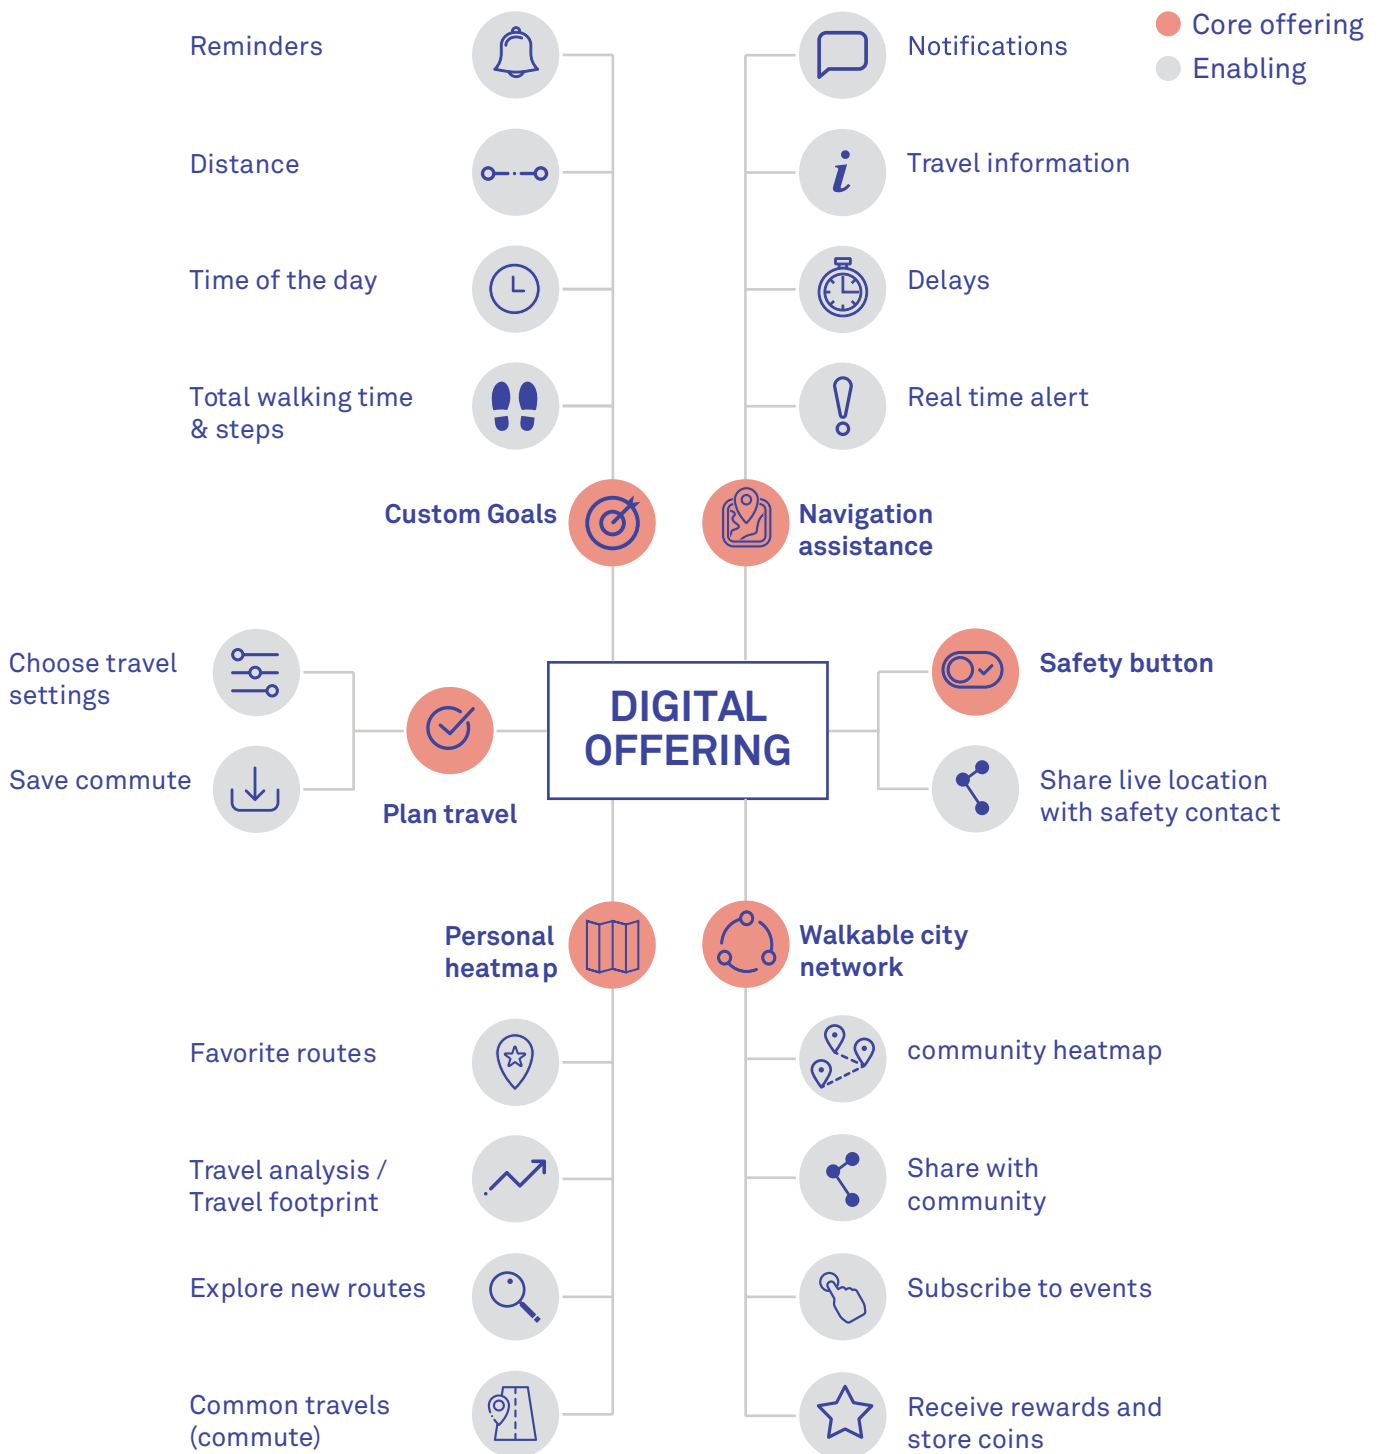 Reminders
Notifications
Core offering
Enabling
Distance
Travel information
Time of the day
Delays
Total walking time
& steps
Real time alert
Custom Goals
Navigation
assistance
Choose travel
settings
Save commute
Plan travel
DIGITAL
OFFERING
Safety button
Share live location
with safety contact
Personal
heatmap
Walkable city
network
Favorite routes
community heatmap
Travel analysis /
Travel footprint
Share with
community
Explore new routes
Subscribe to events
Common travels
(commute)
Receive rewards and
store coins